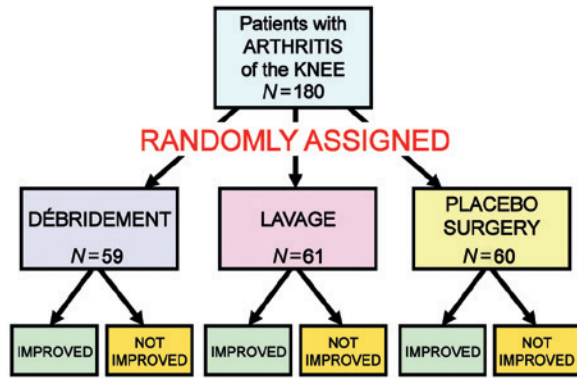 Patients with
ARTHRITIS
of the KNEE
N=180
RANDOMLY ASSIGNED
DÉBRIDEMENT
N=59
LAVAGE
N=61
PLACEBO
SURGERY
N=60
IMPROVED
NOT
IMPROVED
IMPROVED
NOT
IMPROVED
IMPROVED
NOT
IMPROVED